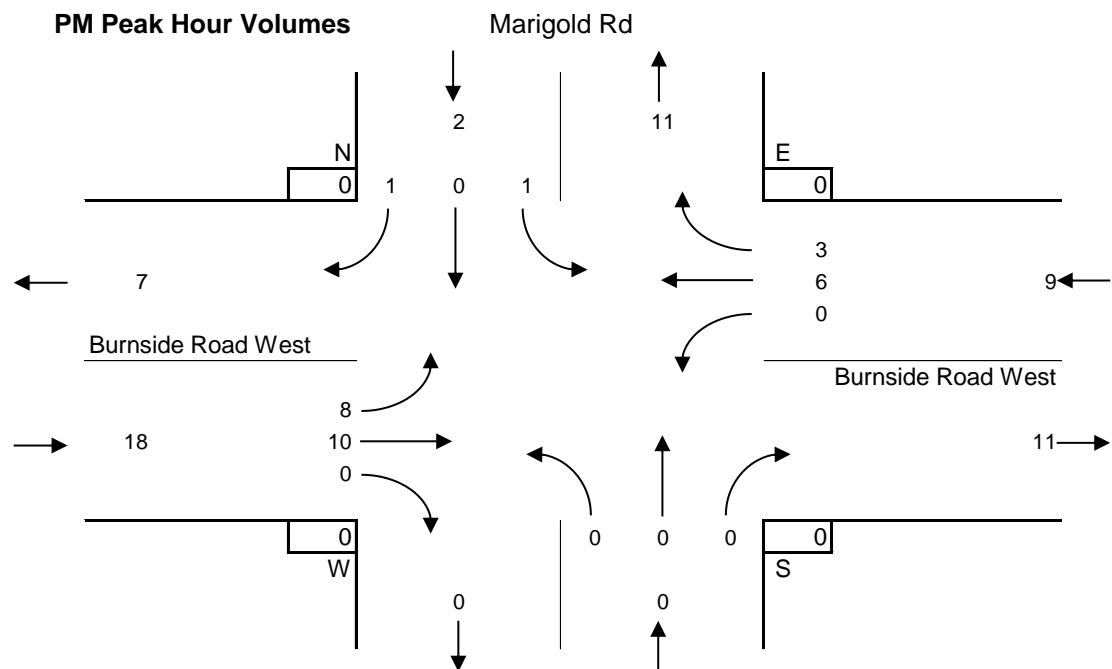 PM Peak Hour Volumes Marigold Rd
2 11
N E
0 1 0 1 0
3
7 6 9
0
Burnside Road West
Burnside Road West
8
18 10 11
0
0 0 0 0 0
W S
0 0